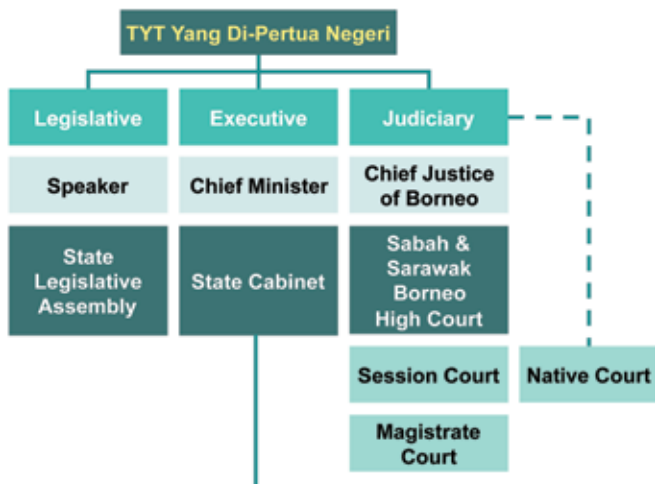 TYT Yang Di-Pertua Negeri
Legislative
Executive
Judiciary
Speaker
Chief Minister
Chief Justice
of Borneo
State
Legislative
Assembly
State Cabinet
Sabah &
Sarawak
Borneo
High Court
Session Court
Native Court
Magistrate
Court